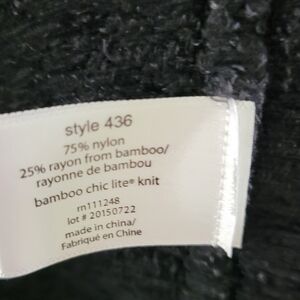 style 436
75% nylon
25% rayon from bamboo/
rayonne de bambou
bamboo chic lite® knit
rn111248
lot # 20150722
made in china/
Fabriqué en Chine